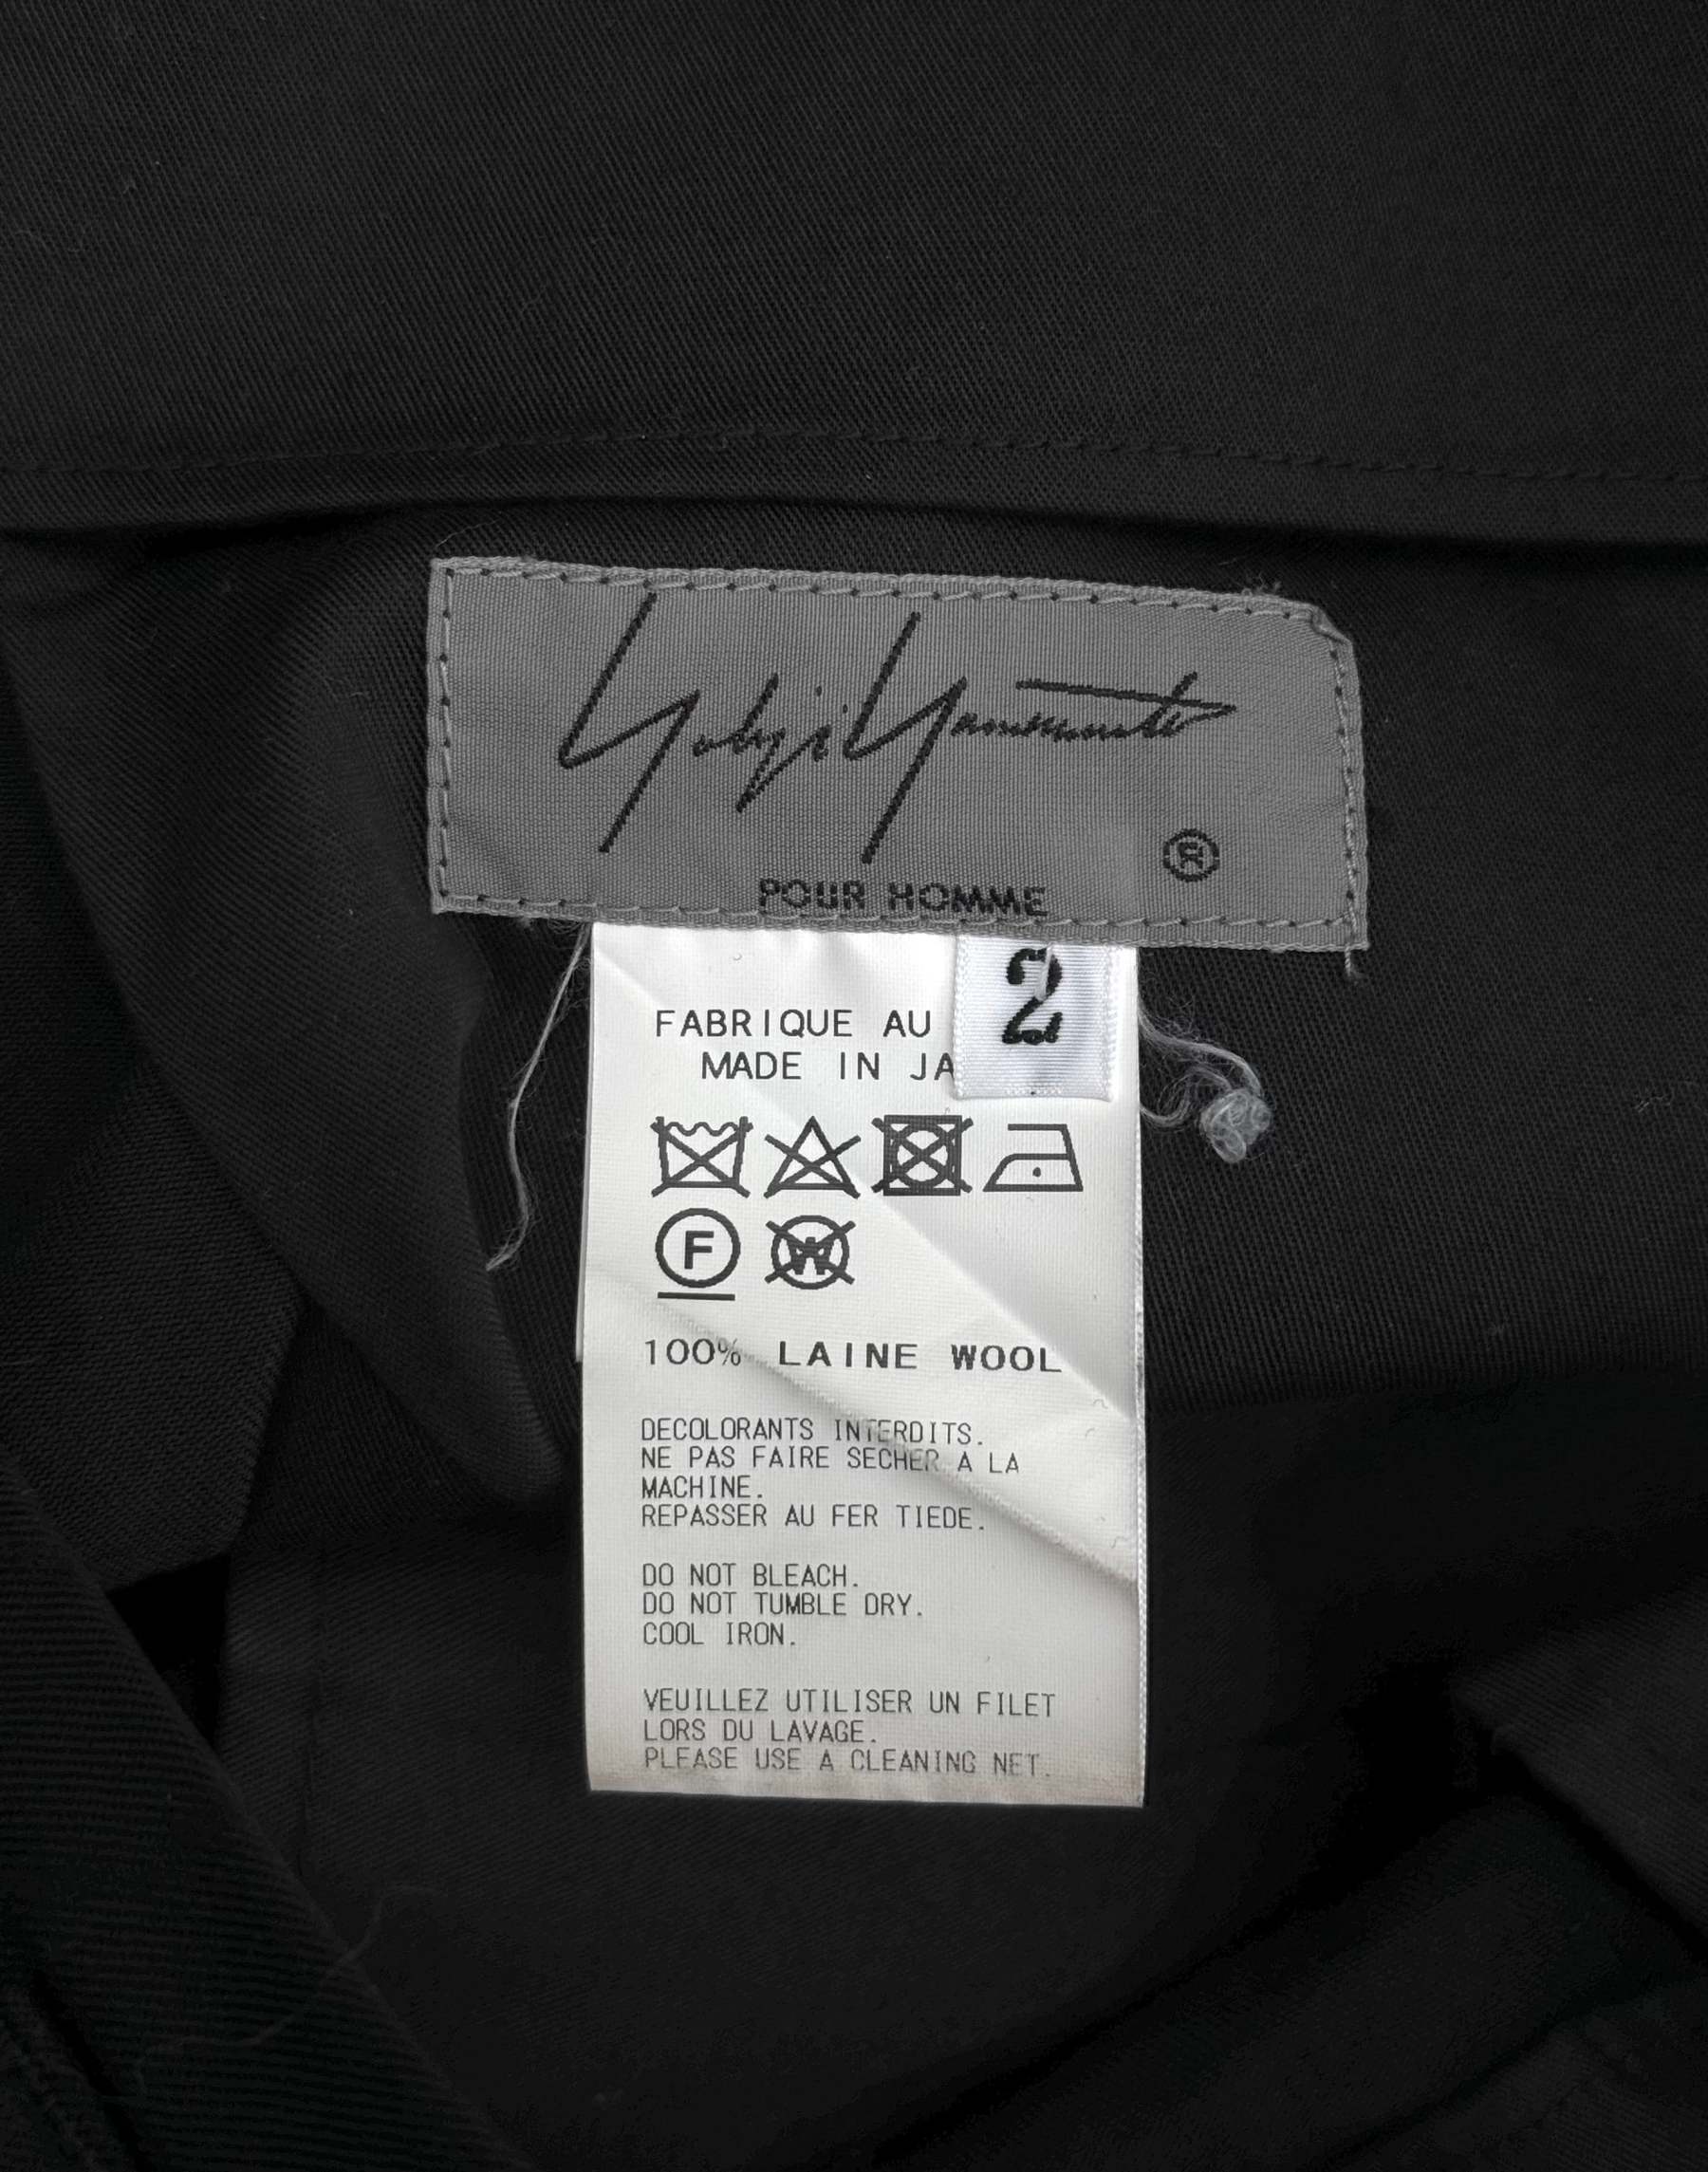 Yohji Yamamoto
®
POUR HOMME
2
FABRIQUE AU
MADE IN JA
F
W
100% LAINE WOOL
DECOLORANTS INTERDITS.
NE PAS FAIRE SECHER A LA
MACHINE.
REPASSER AU FER TIEDE.
DO NOT BLEACH.
DO NOT TUMBLE DRY.
COOL IRON.
VEUILLEZ UTILISER UN FILET
LORS DU LAVAGE.
PLEASE USE A CLEANING NET.